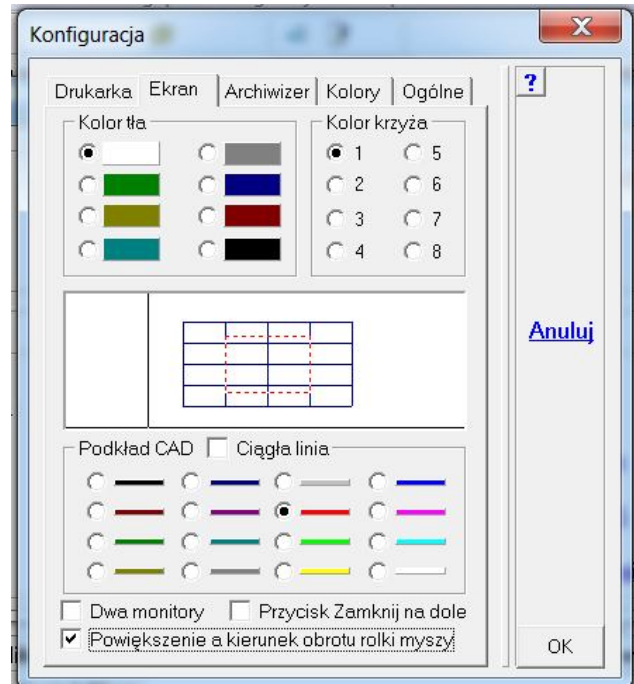 Konfiguracja
X
Drukarka Ekran Archiwizer Kolory Ogólne
?
Kolor tła
Kolor krzyża
1 5
2 6
3 7
4 8
Anuluj
Podkład CAD Ciągła linia
Dwa monitory Przycisk Zamknij na dole
Powiększenie a kierunek obrotu rolki myszy
OK